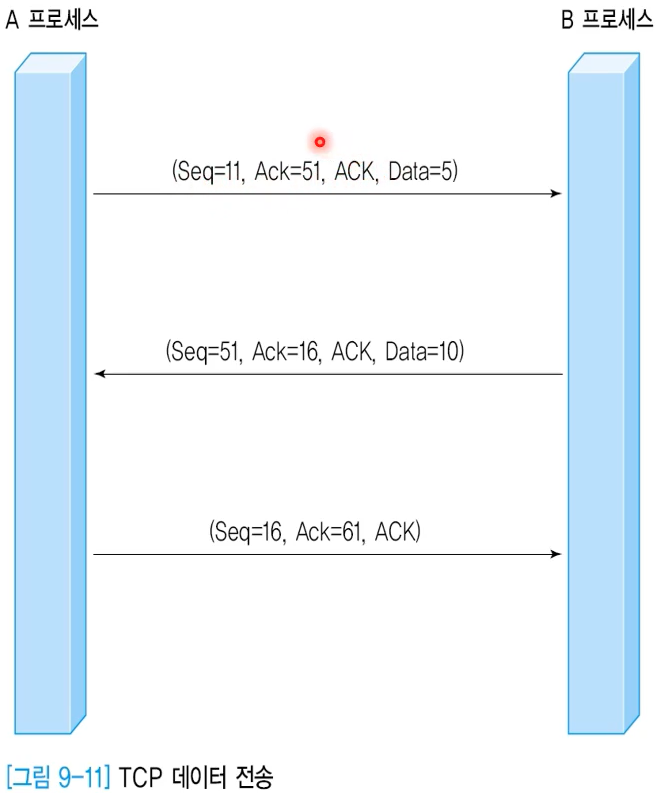 A 프로세스
B 프로세스
(Seq=11, Ack=51, ACK, Data=5)
(Seq=51, Ack=16, ACK, Data=10)
(Seq=16, Ack=61, ACK)
[그림 9-11] TCP 데이터 전송